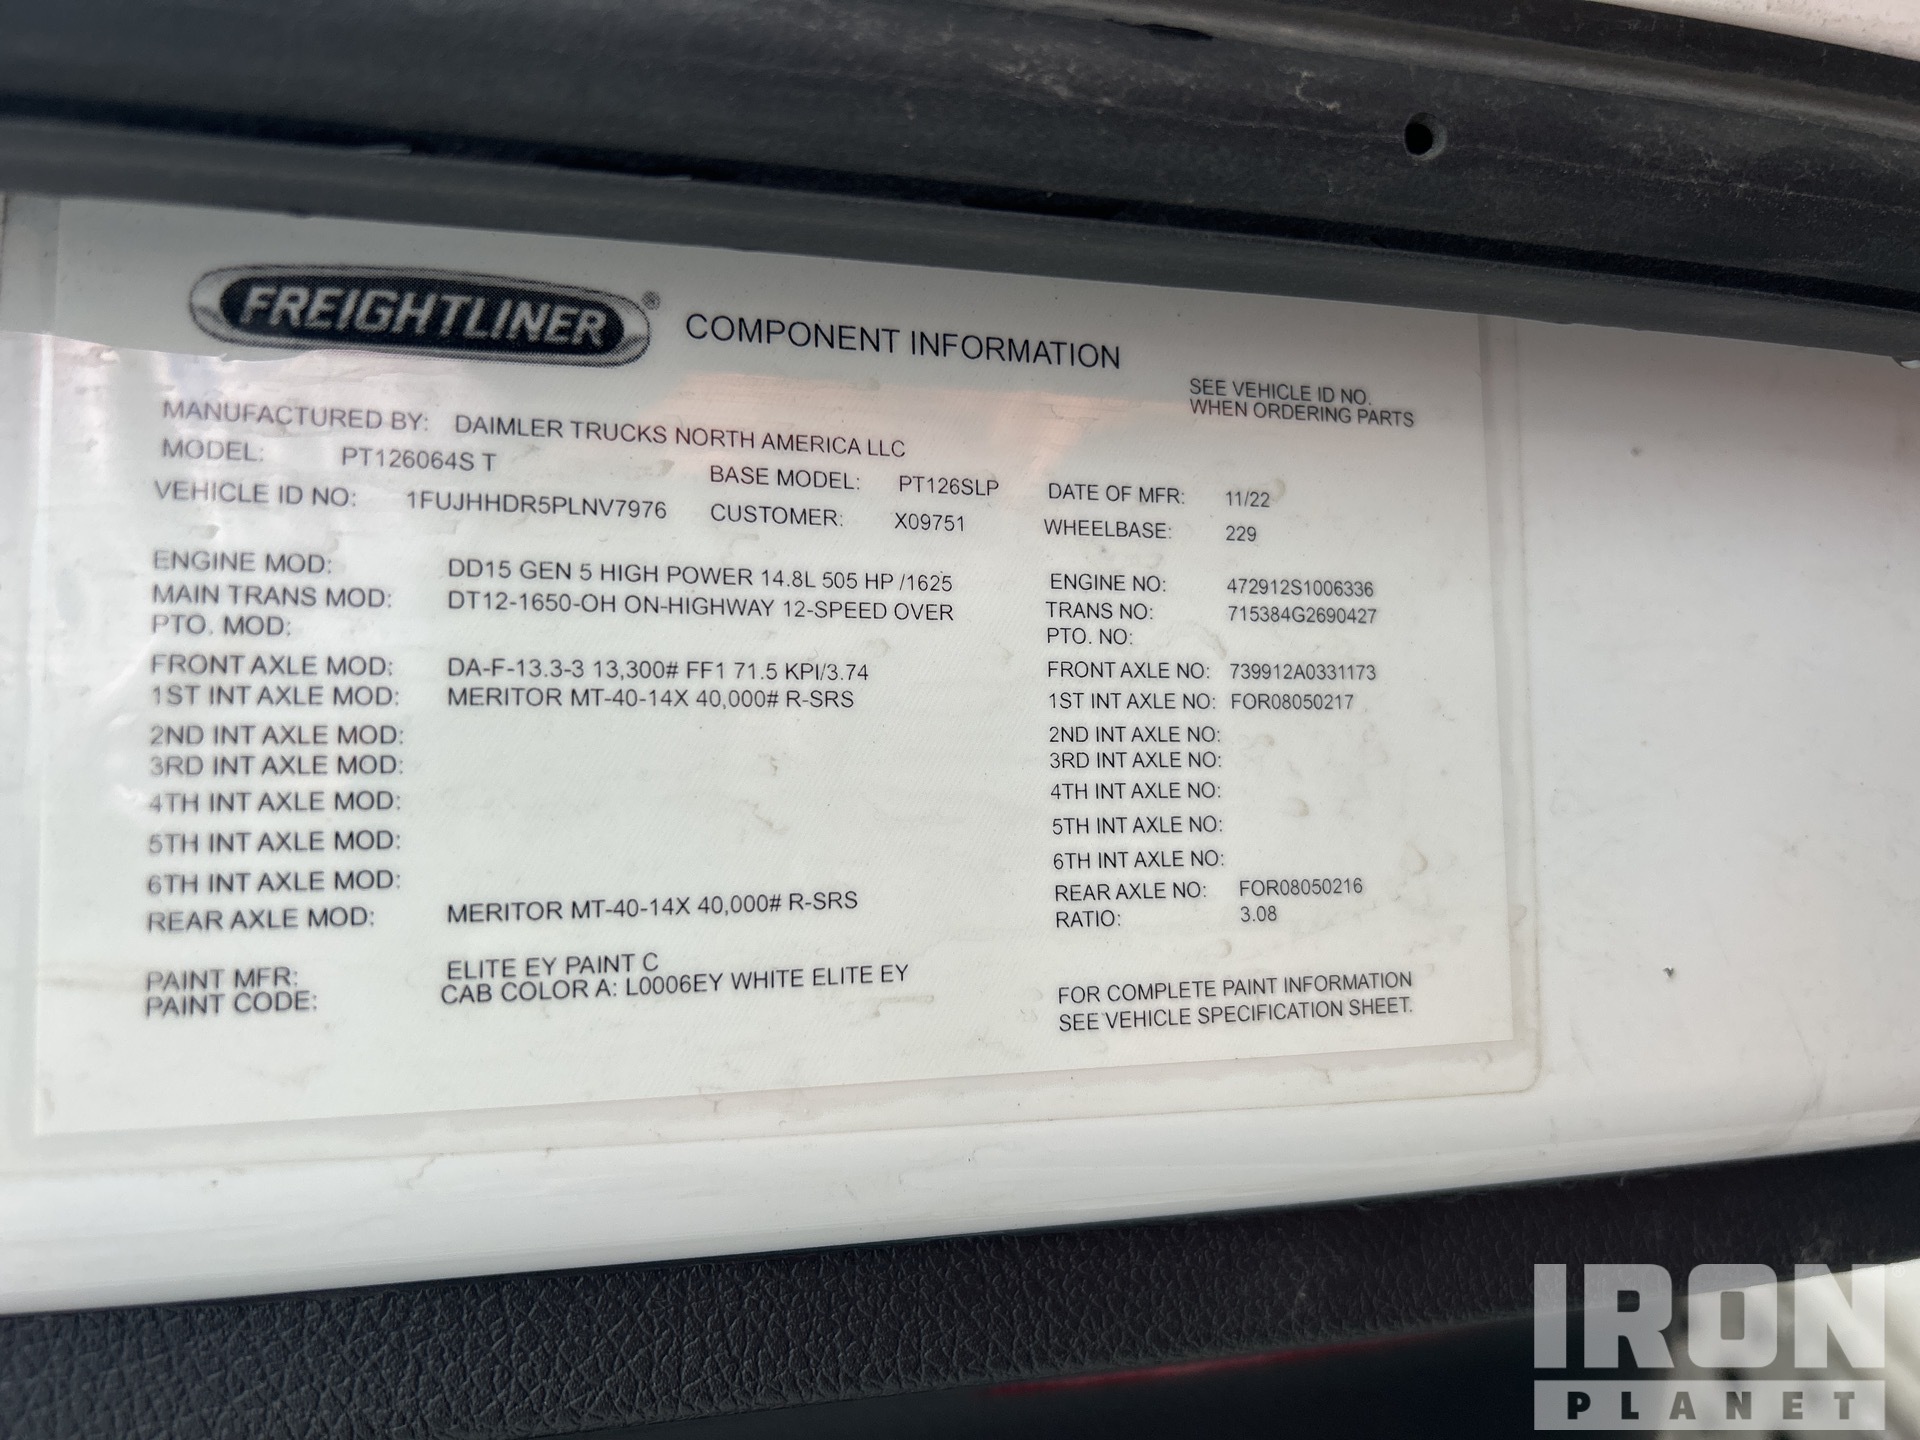 FREIGHTLINER® COMPONENT INFORMATION
SEE VEHICLE ID NO.
WHEN ORDERING PARTS
MANUFACTURED BY: DAIMLER TRUCKS NORTH AMERICA LLC
MODEL: PT126064S T BASE MODEL: PT126SLP DATE OF MFR: 11/22
VEHICLE ID NO: 1FUJHHDR5PLNV7976 CUSTOMER: X09751 WHEELBASE: 229
ENGINE MOD: DD15 GEN 5 HIGH POWER 14.8L 505 HP /1625 ENGINE NO: 472912S1006336
MAIN TRANS MOD: DT12-1650-OH ON-HIGHWAY 12-SPEED OVER TRANS NO: 715384G2690427
PTO. MOD: PTO. NO:
FRONT AXLE MOD: DA-F-13.3-3 13,300# FF1 71.5 KPI/3.74 FRONT AXLE NO: 739912A0331173
1ST INT AXLE MOD: MERITOR MT-40-14X 40,000# R-SRS 1ST INT AXLE NO: FOR08050217
2ND INT AXLE MOD: 2ND INT AXLE NO:
3RD INT AXLE MOD: 3RD INT AXLE NO:
4TH INT AXLE MOD: 4TH INT AXLE NO:
5TH INT AXLE MOD: 5TH INT AXLE NO:
6TH INT AXLE MOD: 6TH INT AXLE NO:
REAR AXLE MOD: MERITOR MT-40-14X 40,000# R-SRS REAR AXLE NO: FOR08050216
RATIO: 3.08
PAINT MFR: ELITE EY PAINT C
PAINT CODE: CAB COLOR A: L0006EY WHITE ELITE EY
FOR COMPLETE PAINT INFORMATION
SEE VEHICLE SPECIFICATION SHEET.
IRON
PLANET